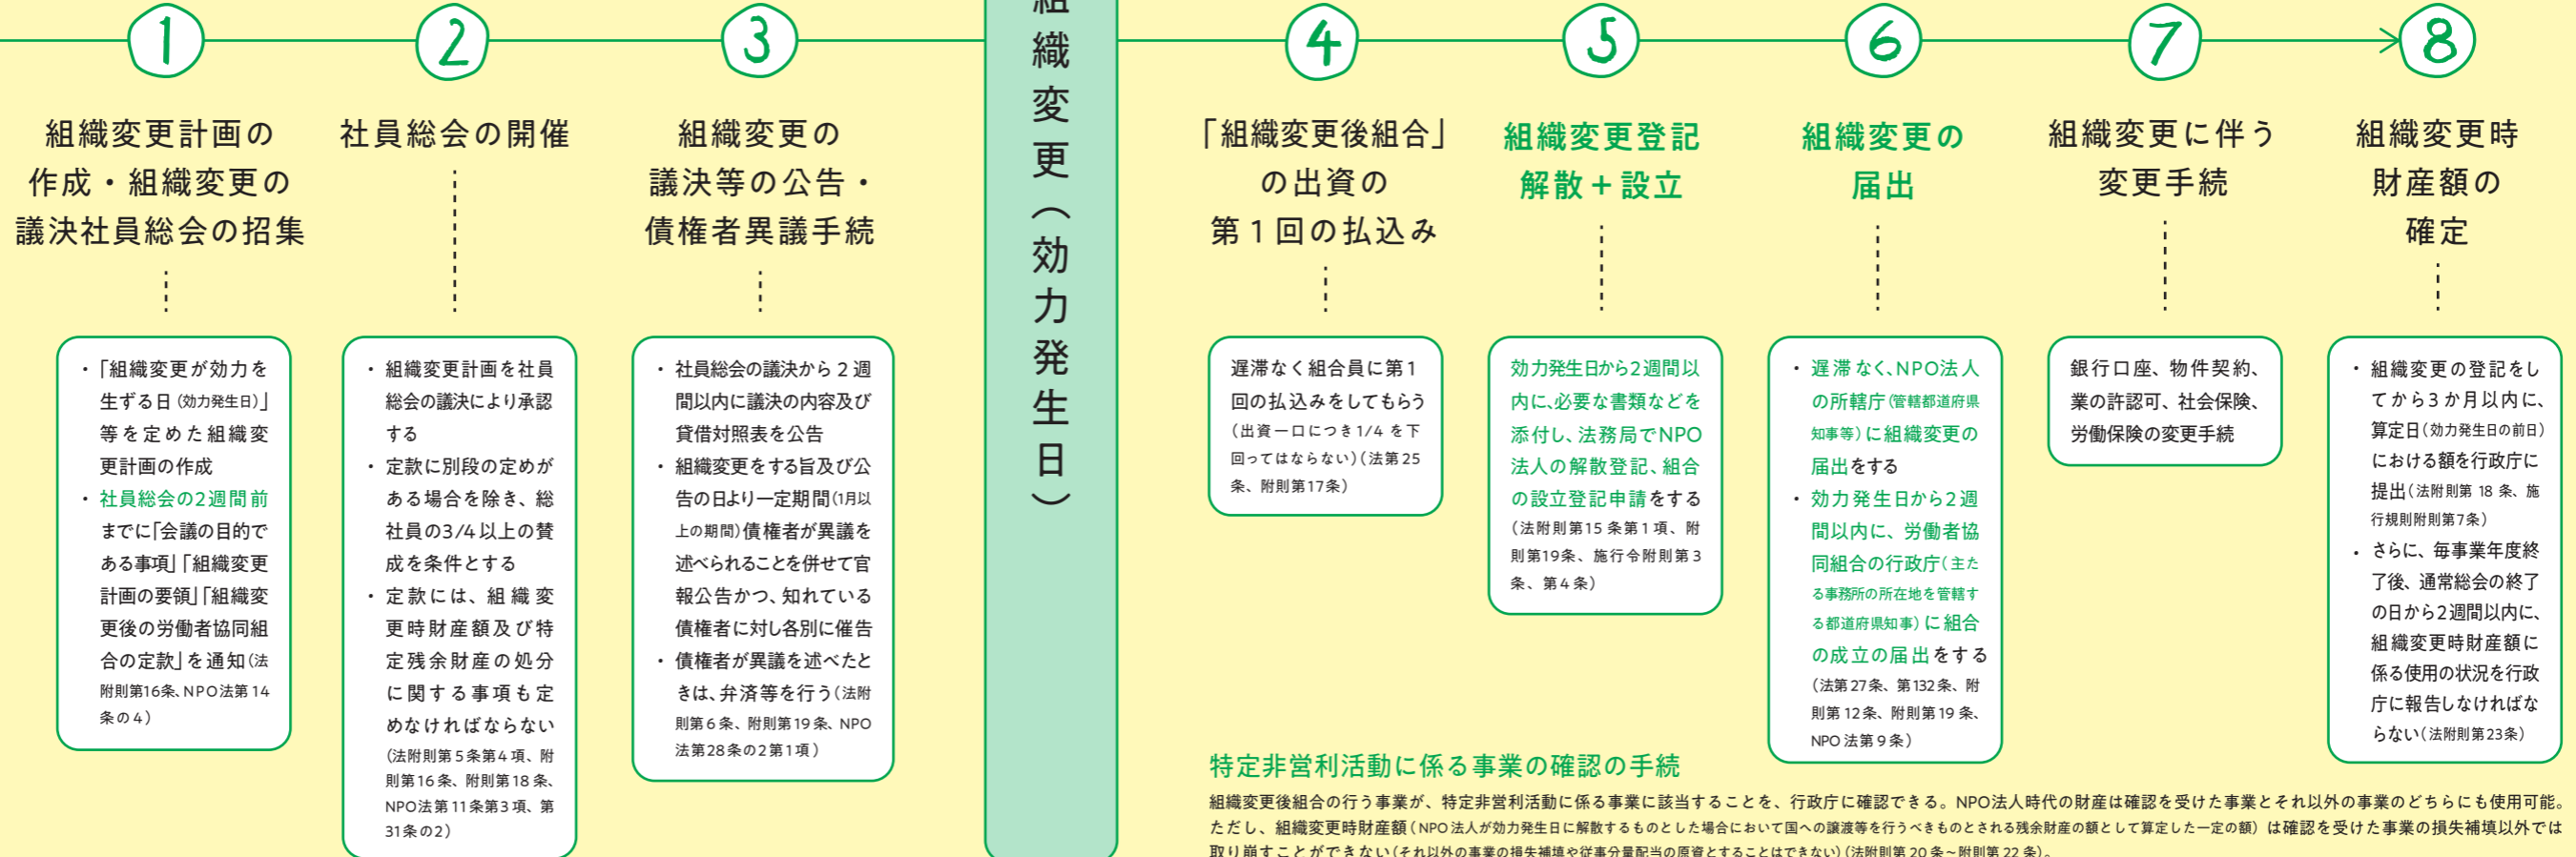 1
組織変更計画の
作成・組織変更の
議決社員総会の招集
・「組織変更が効力を
生ずる日(効力発生日)」
等を定めた組織変
更計画の作成
・社員総会の2週間前
までに「会議の目的で
ある事項」「組織変更
計画の要領」「組織変
更後の労働者協同組
合の定款」を通知(法
附則第16条、NPO法第14
条の4)
2
社員総会の開催
・組織変更計画を社員
総会の議決により承認
する
・定款に別段の定めが
ある場合を除き、総
社員の3/4以上の賛
成を条件とする
・定款には、組織変
更時財産額及び特
定残余財産の処分
に関する事項も定
めなければならない
(法附則第5条第4項、附
則第16条、附則第18条、
NPO法第11条第3項、第
31条の2)
3
組織変更の
議決等の公告・
債権者異議手続
・社員総会の議決から2週
間以内に議決の内容及び
貸借対照表を公告
・組織変更をする旨及び公
告の日より一定期間(1月以
上の期間)債権者が異議を
述べられることを併せて官
報公告かつ、知れている
債権者に対し各別に催告
・債権者が異議を述べたと
きは、弁済等を行う(法附
則第6条、附則第19条、NPO
法第28条の2第1項)
組織変更(効力発生日)
4
「組織変更後組合」
の出資の
第1回の払込み
遅滞なく組合員に第1
回の払込みをしてもらう
(出資一口につき1/4を下
回ってはならない)(法第25
条、附則第17条)
5
組織変更登記
解散+設立
効力発生日から2週間以
内に、必要な書類などを
添付し、法務局でNPO
法人の解散登記、組合
の設立登記申請をする
(法附則第15条第1項、附
則第19条、施行令附則第3
条、第4条)
6
組織変更の
届出
・遅滞なく、NPO法人
の所轄庁(管轄都道府県
知事等)に組織変更の
届出をする
・効力発生日から2週
間以内に、労働者協
同組合の行政庁(主た
る事務所の所在地を管轄す
る都道府県知事)に組合
の成立の届出をする
(法第27条、第132条、附
則第12条、附則第19条、
NPO法第9条)
7
組織変更に伴う
変更手続
銀行口座、物件契約、
業の許認可、社会保険、
労働保険の変更手続
8
組織変更時
財産額の
確定
・組織変更の登記をし
てから3か月以内に、
算定日(効力発生日の前日)
における額を行政庁に
提出(法附則第18条、施
行規則附則第7条)
・さらに、毎事業年度終
了後、通常総会の終了
の日から2週間以内に、
組織変更時財産額に
係る使用の状況を行政
庁に報告しなければな
らない(法附則第23条)
特定非営利活動に係る事業の確認の手続
組織変更後組合の行う事業が、特定非営利活動に係る事業に該当することを、行政庁に確認できる。NPO法人時代の財産は確認を受けた事業とそれ以外の事業のどちらにも使用可能。
ただし、組織変更時財産額(NPO法人が効力発生日に解散するものとした場合において国への譲渡等を行うべきものとされる残余財産の額として算定した一定の額)は確認を受けた事業の損失補填以外では
取り崩すことができない(それ以外の事業の損失補填や従事分量配当の原資とすることはできない)(法附則第20条〜附則第22条)。